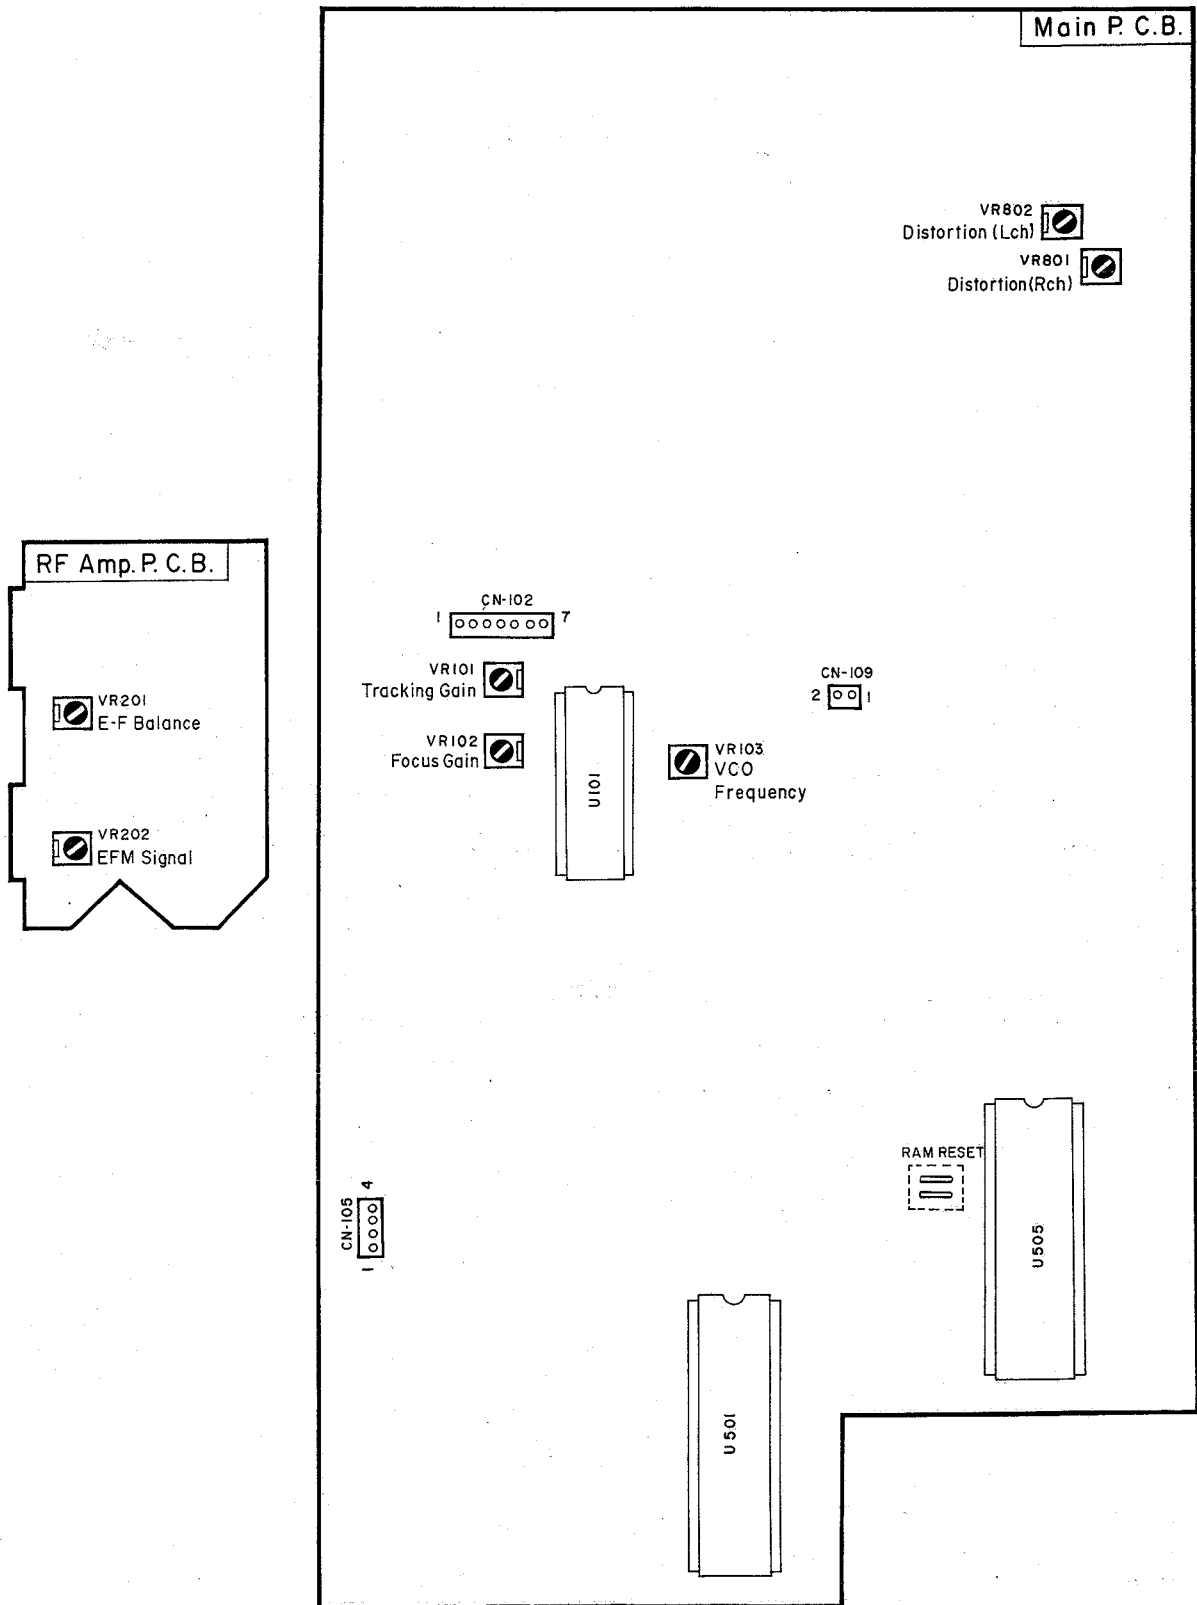 Main P. C. B.
VR802
Distortion (Lch)
VR801
Distortion(Rch)
RF Amp. P. C. B.
CN-102
1 7
VR101
Tracking Gain
CN-109
2 1
VR201
E-F Balance
VR102
Focus Gain
U101
VR103
VCO
Frequency
VR202
EFM Signal
RAM RESET
CN-105
4
1
U505
U501